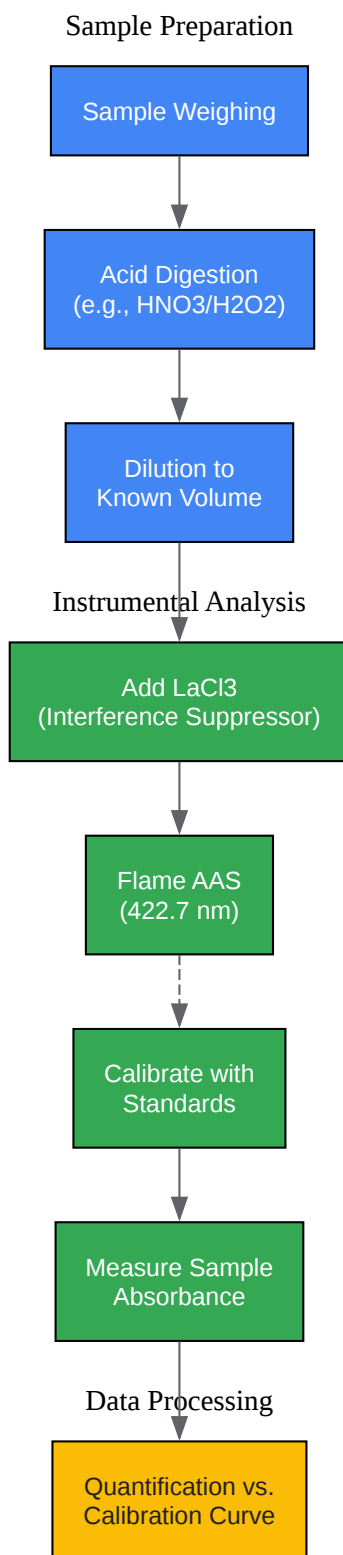 Sample Preparation
Sample Weighing
Acid Digestion
(e.g., HNO3/H2O2)
Dilution to
Known Volume
Instrumental Analysis
Add LaCl3
(Interference Suppressor)
Flame AAS
(422.7 nm)
Calibrate with
Standards
Measure Sample
Absorbance
Data Processing
Quantification vs.
Calibration Curve